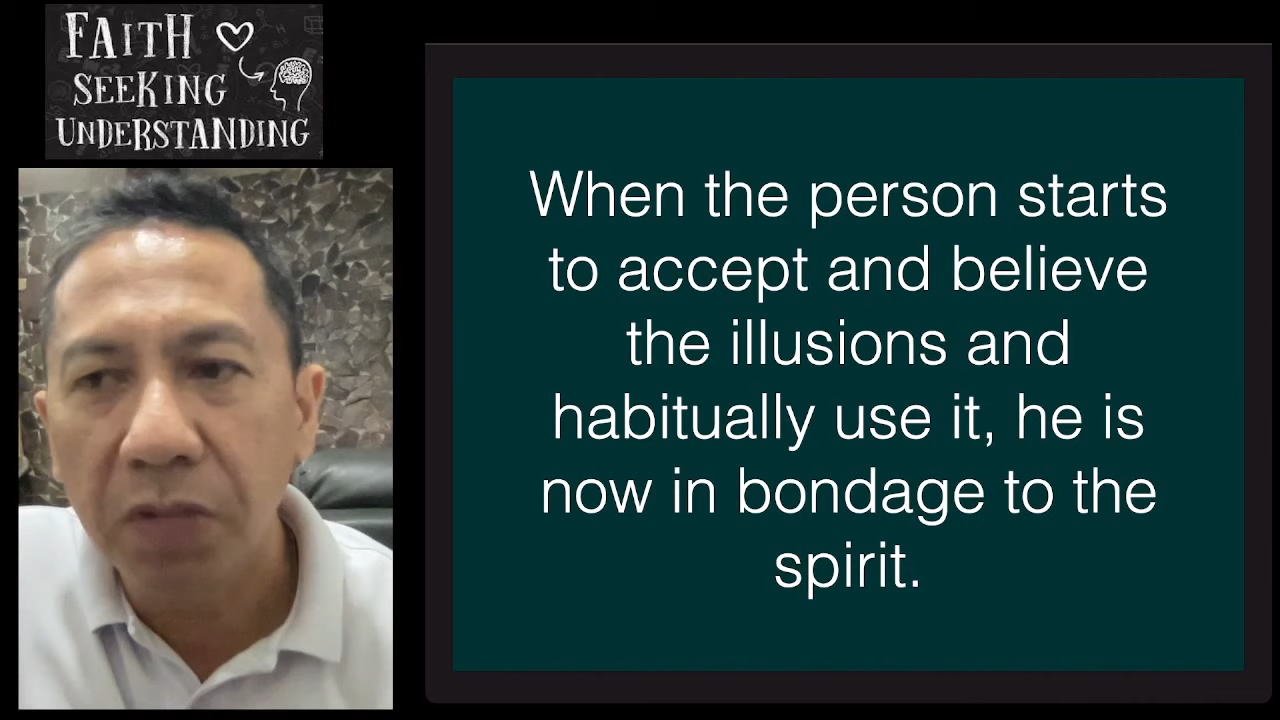 FAITH
SEEKING
UNDERSTANDING
When the person starts
to accept and believe
the illusions and
habitually use it, he is
now in bondage to the
spirit.